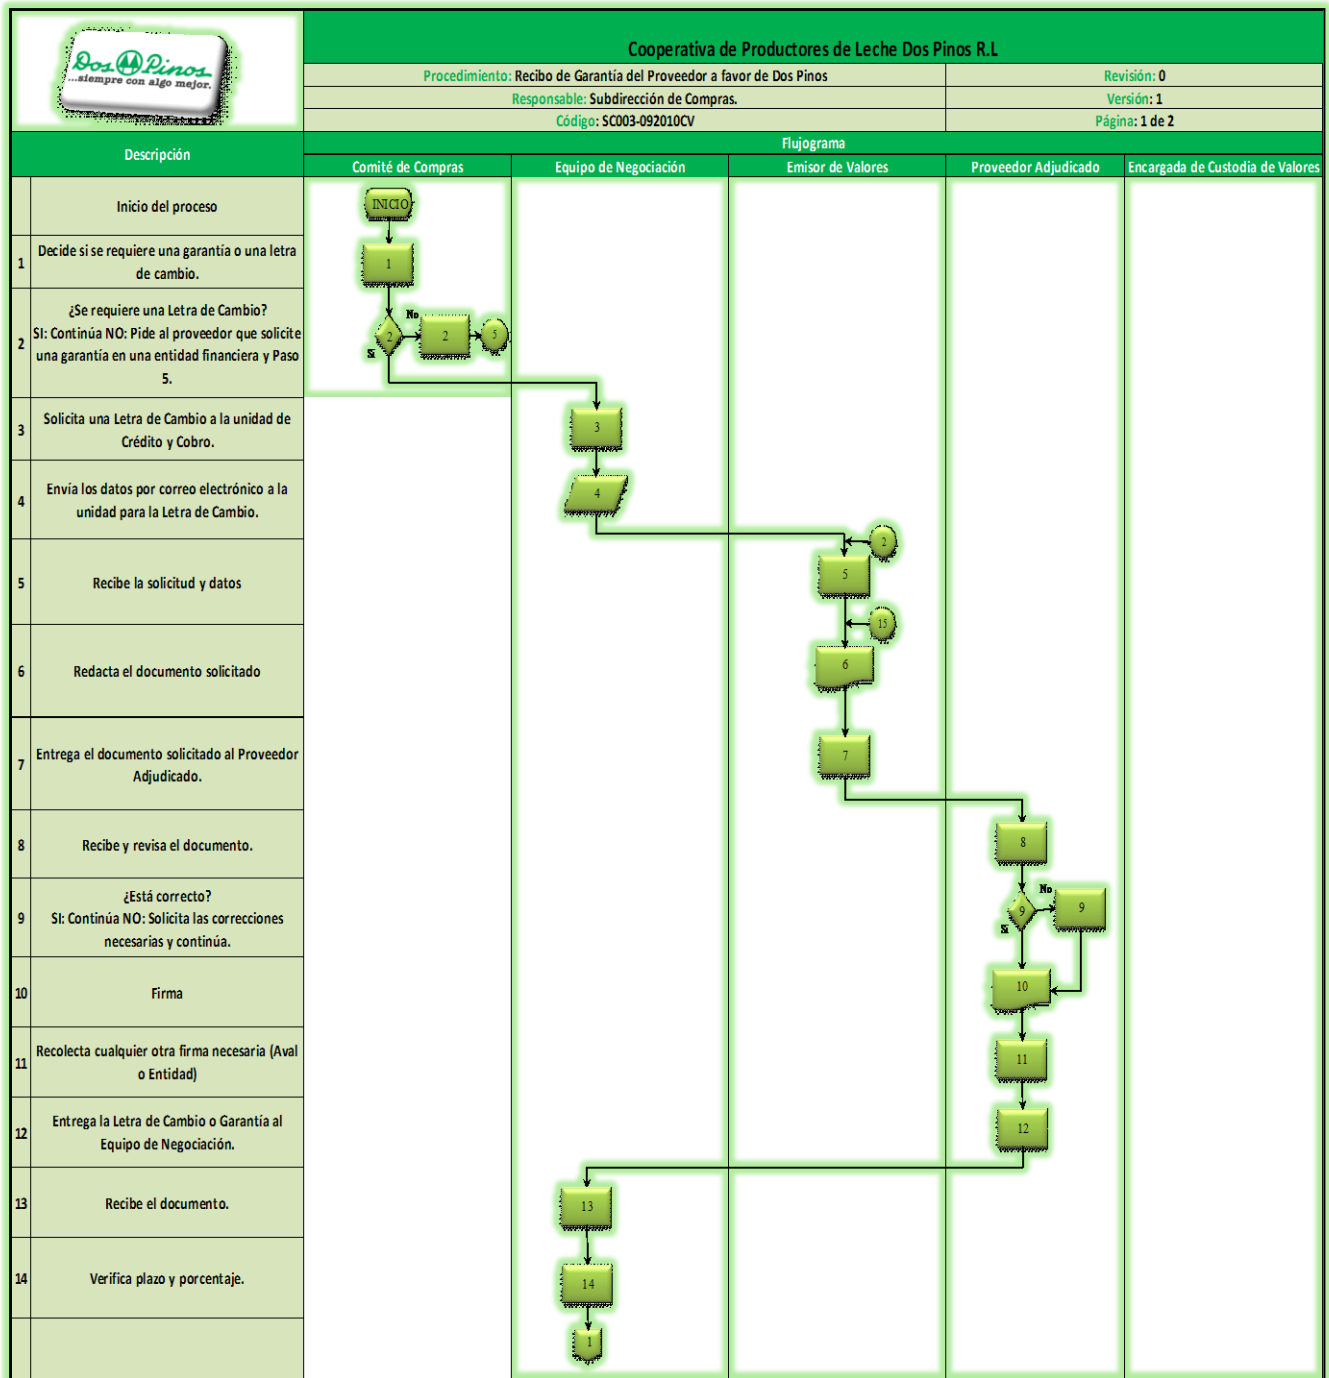 Dos Pinos
...siempre con algo mejor.
Cooperativa de Productores de Leche Dos Pinos R.L
Procedimiento: Recibo de Garantía del Proveedor a favor de Dos Pinos
Revisión: 0
Responsable: Subdirección de Compras.
Versión: 1
Código: SC003-092010CV
Página: 1 de 2
Descripción
Flujograma
Comité de Compras
Equipo de Negociación
Emisor de Valores
Proveedor Adjudicado
Encargada de Custodia de Valores
Inicio del proceso
INICIO
1
Decide si se requiere una garantía o una letra
de cambio.
1
2
¿Se requiere una Letra de Cambio?
SI: Continúa NO: Pide al proveedor que solicite
una garantía en una entidad financiera y Paso
5.
2
No
Si
2
5
3
Solicita una Letra de Cambio a la unidad de
Crédito y Cobro.
3
4
Envía los datos por correo electrónico a la
unidad para la Letra de Cambio.
4
5
Recibe la solicitud y datos
2
5
15
6
Redacta el documento solicitado
6
7
Entrega el documento solicitado al Proveedor
Adjudicado.
7
8
Recibe y revisa el documento.
8
9
¿Está correcto?
SI: Continúa NO: Solicita las correcciones
necesarias y continúa.
9
No
Si
9
10
Firma
10
11
Recolecta cualquier otra firma necesaria (Aval
o Entidad)
11
12
Entrega la Letra de Cambio o Garantía al
Equipo de Negociación.
12
13
Recibe el documento.
13
14
Verifica plazo y porcentaje.
14
1